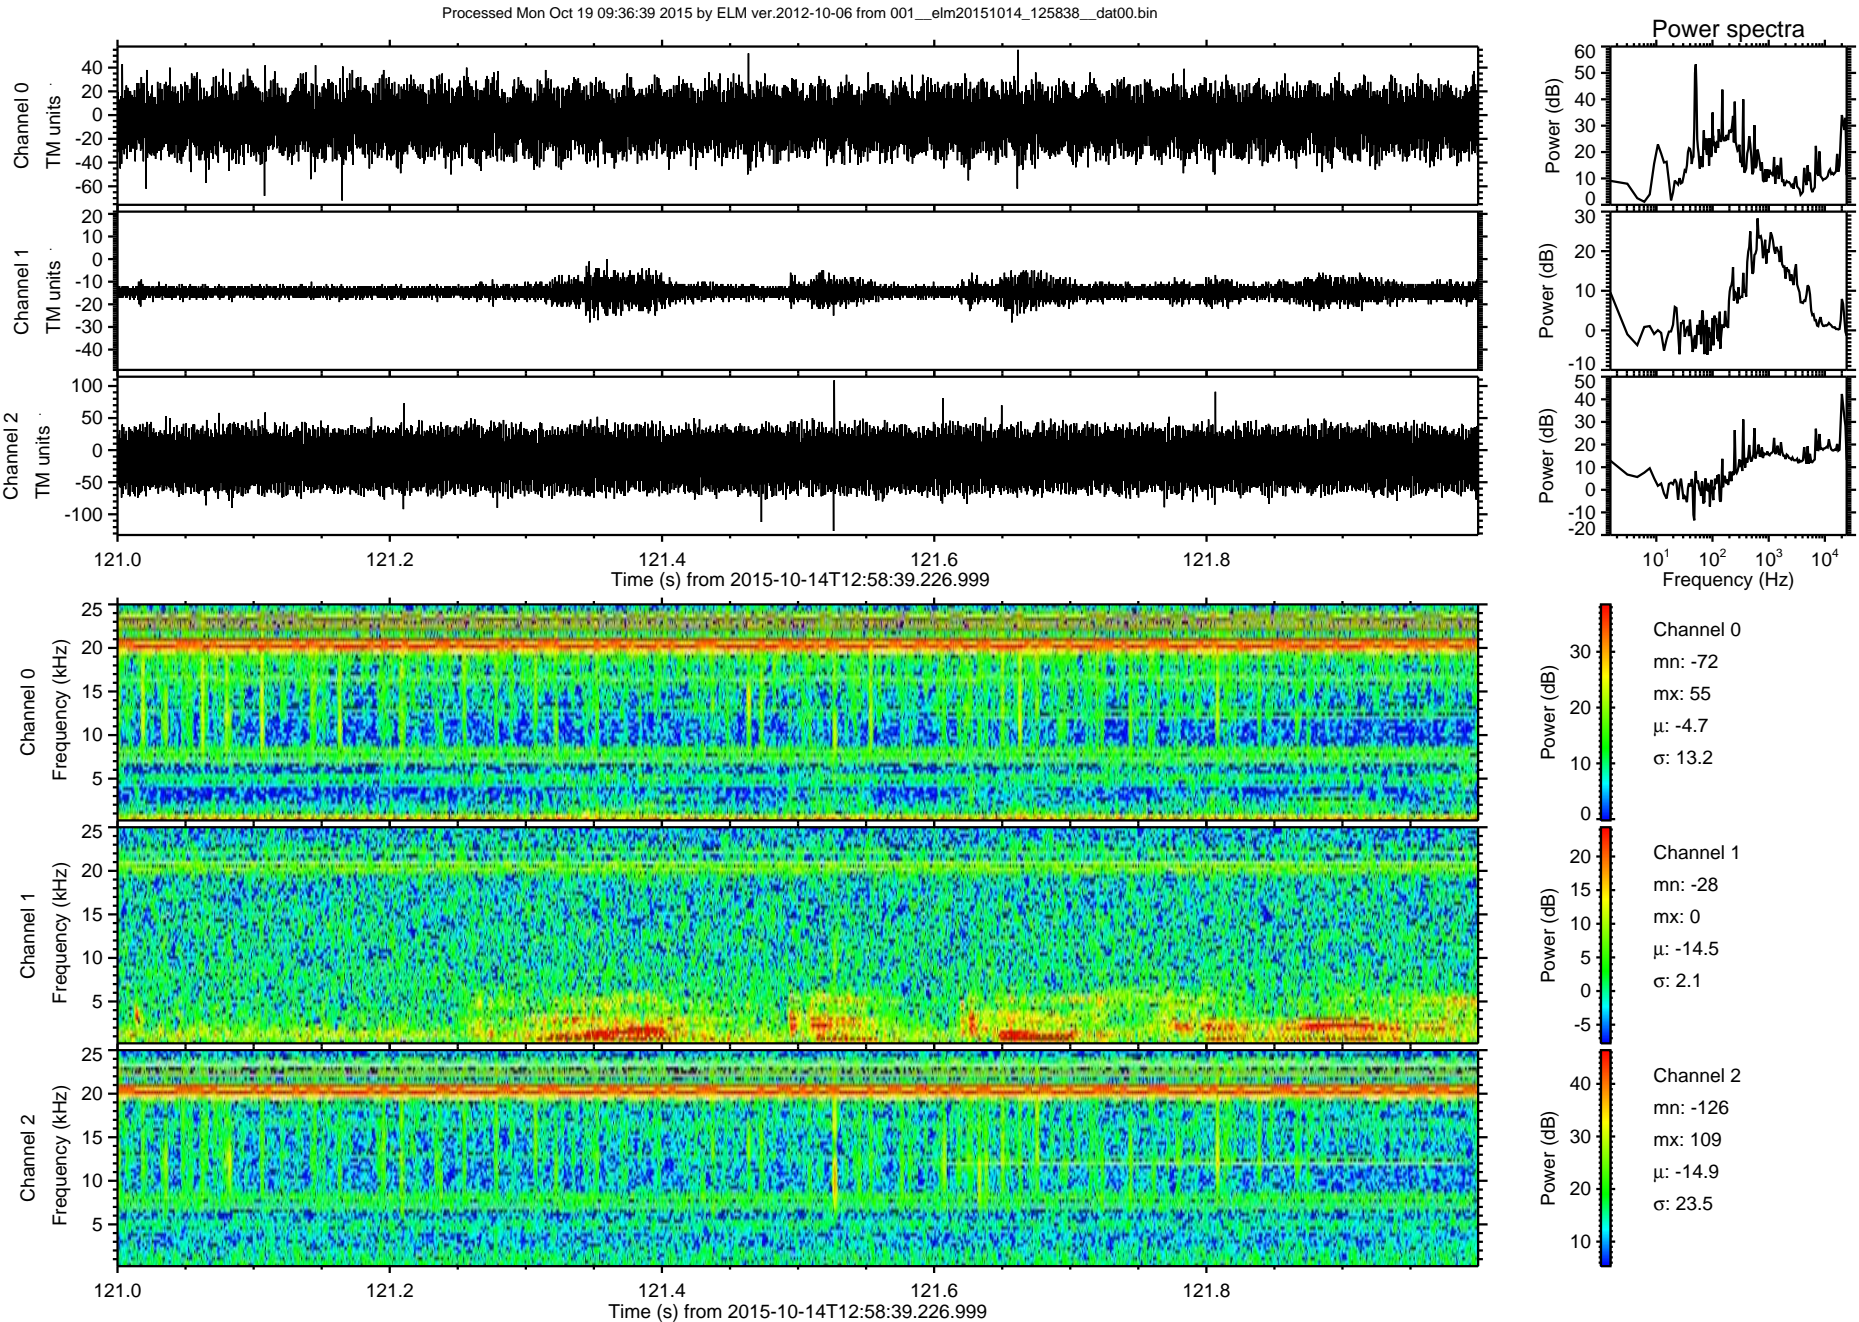 Processed Mon Oct 19 09:36:39 2015 by ELM ver.2012-10-06 from 001__elm20151014_125838__dat00.bin
Power spectra
Channel 0
TM units
40
20
0
-20
-40
-60
Power (dB)
60
50
40
30
20
10
0
Channel 1
TM units
20
10
0
-10
-20
-30
-40
Power (dB)
30
20
10
0
-10
Channel 2
TM units
100
50
0
-50
-100
Power (dB)
50
40
30
20
10
0
-10
-20
121.0 121.2 121.4 121.6 121.8
Time (s) from 2015-10-14T12:58:39.226.999
10¹ 10² 10³ 10⁴
Frequency (Hz)
Channel 0
Frequency (kHz)
25
20
15
10
5
Power (dB)
30
20
10
0
Channel 0
mn: -72
mx: 55
μ: -4.7
σ: 13.2
Channel 1
Frequency (kHz)
25
20
15
10
5
Power (dB)
20
15
10
5
0
-5
Channel 1
mn: -28
mx: 0
μ: -14.5
σ: 2.1
Channel 2
Frequency (kHz)
25
20
15
10
5
Power (dB)
40
30
20
10
Channel 2
mn: -126
mx: 109
μ: -14.9
σ: 23.5
121.0 121.2 121.4 121.6 121.8
Time (s) from 2015-10-14T12:58:39.226.999